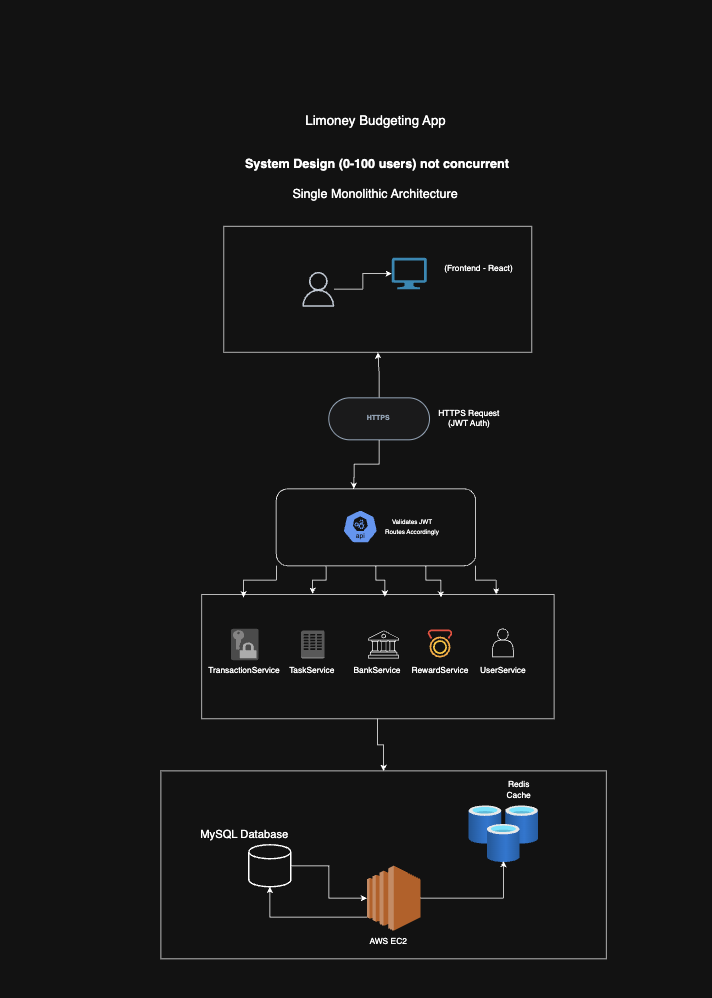 Limoney Budgeting App
System Design (0-100 users) not concurrent
Single Monolithic Architecture
(Frontend - React)
HTTPS
HTTPS Request
(JWT Auth)
Validates JWT
Routes Accordingly
api
TransactionService
TaskService
BankService
RewardService
UserService
Redis
Cache
MySQL Database
AWS EC2